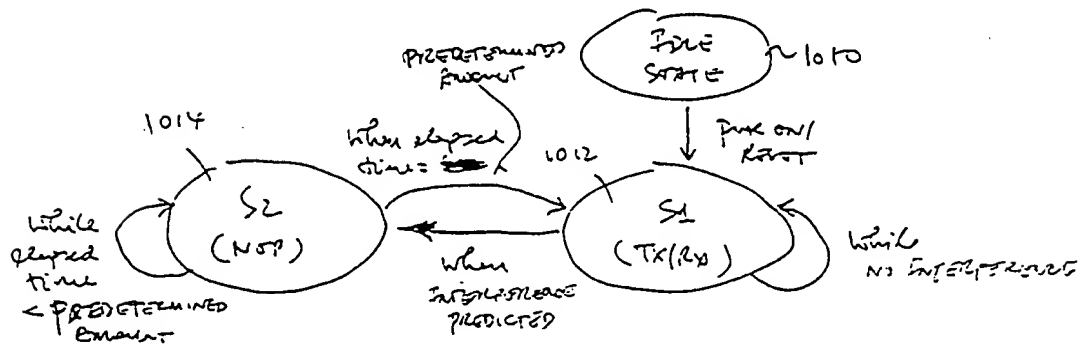 IDLE
STATE
1010
PWR ON/
RESET
PREDETERMINED
AMOUNT
When elapsed
time =
1014
S2
(NOP)
While
elapsed
time
< PREDETERMINED
AMOUNT
1012
S1
(TX/RX)
When
INTERFERENCE
PREDICTED
While
NO INTERFERENCE